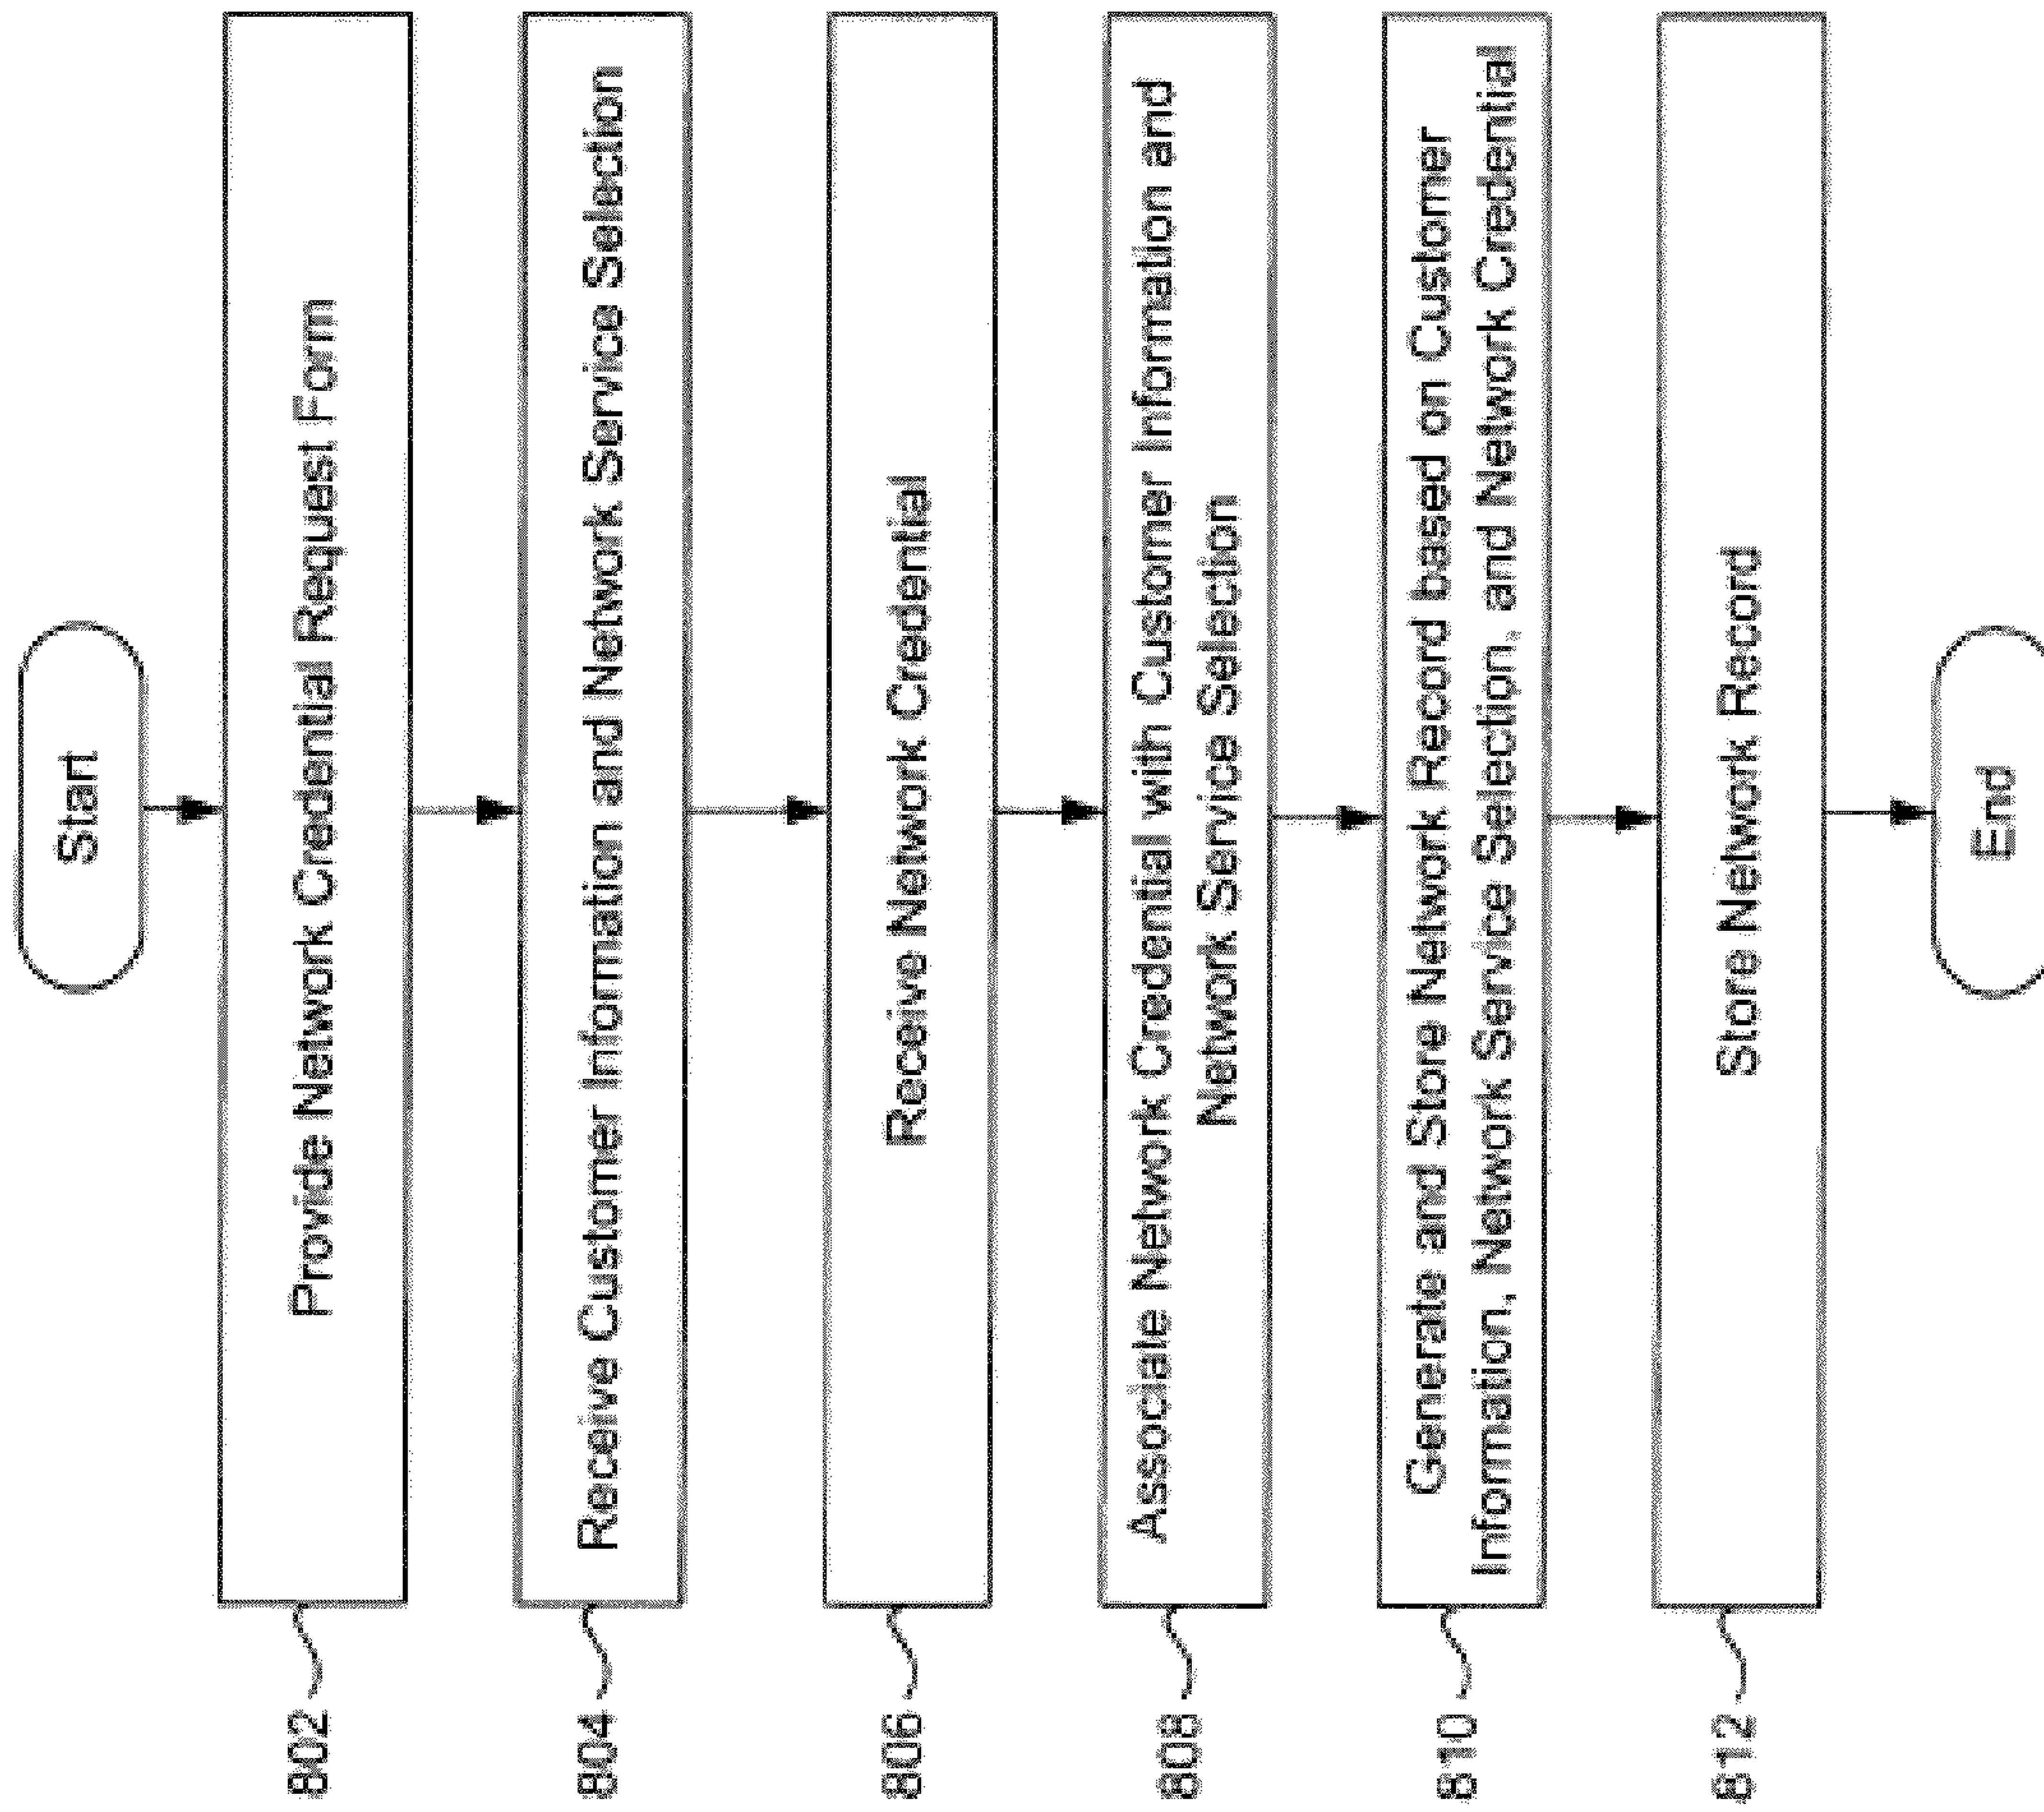 Start
802
Provide Network Credential Request Form
804
Receive Customer Information and Network Service Selection
806
Receive Network Credential
808
Associate Network Credential with Customer Information and
Network Service Selection
810
Generate and Store Network Record based on Customer
Information, Network Service Selection, and Network Credential
812
Store Network Record
End